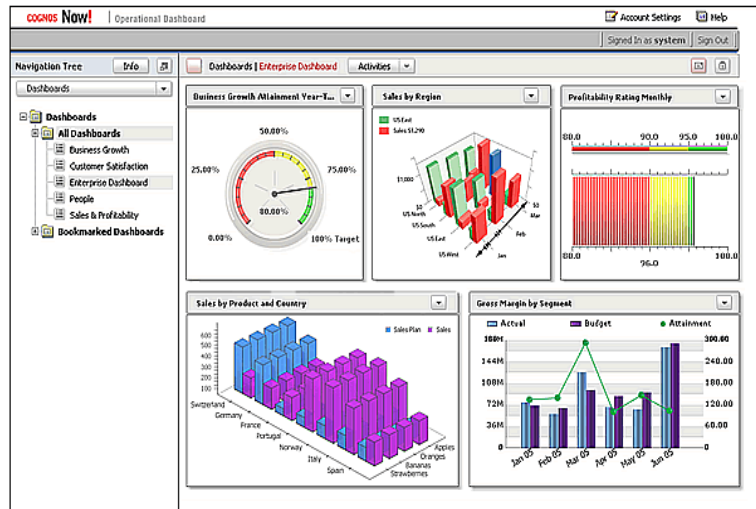 COGNOS Now! | Operational Dashboard
Account Settings
Help
Signed In as system | Sign Out
Navigation Tree
Info
Dashboards | Enterprise Dashboard
Activities
Dashboards
Dashboards
All Dashboards
Business Growth
Customer Satisfaction
Enterprise Dashboard
People
Sales & Profitability
Bookmarked Dashboards
Business Growth Attainment Year-T...
50.00%
25.00%
75.00%
80.00%
0.00%
100% Target
Sales by Region
US East
Sales $1,290
$1,000
$0
US North
US South
US East
US West
$0
Mar
Feb
Jan
Profitability Rating Monthly
80.0 90.0 95.0 100.0
80.0 100.0
96.0
Sales by Product and Country
Sales Plan
Sales
600
500
400
300
200
100
Switzerland
Germany
France
Portugal
Norway
Italy
Spain
Apples
Oranges
Bananas
Strawberries
Gross Margin by Segment
Actual
Budget
Attainment
180M
144M
108M
72M
36M
0
300.00
240.00
180.00
120.00
60.00
0
Jan 05
Feb 05
Mar 05
Apr 05
May 05
Jun 05